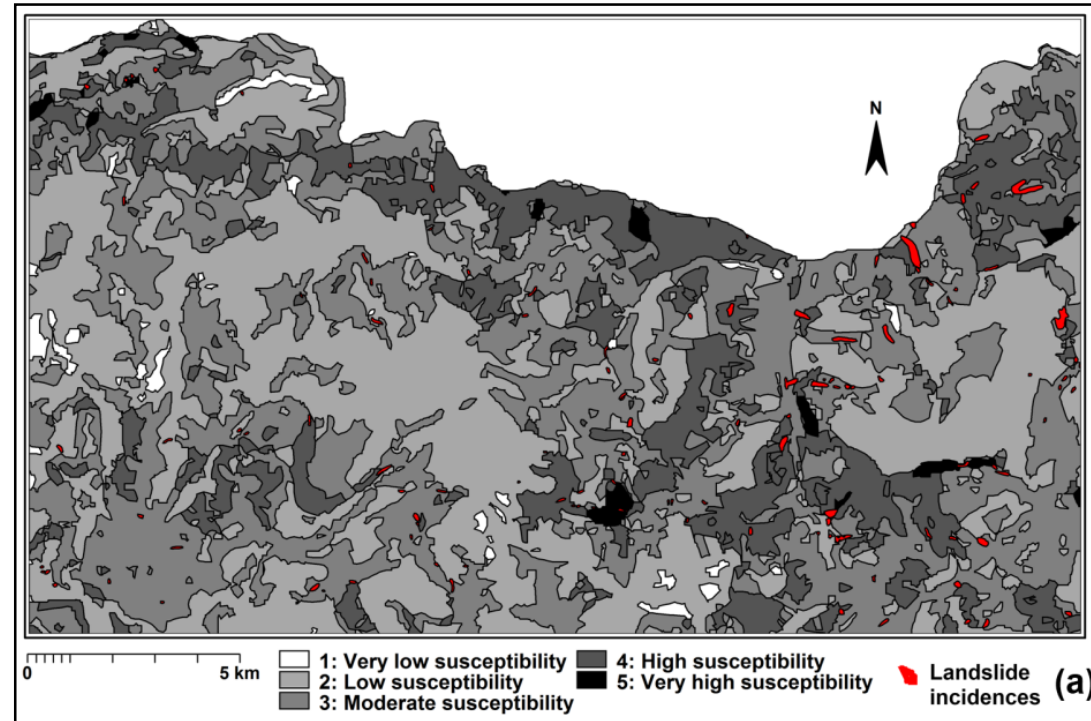 N
0
5 km
1: Very low susceptibility
2: Low susceptibility
3: Moderate susceptibility
4: High susceptibility
5: Very high susceptibility
Landslide
incidences
(a)